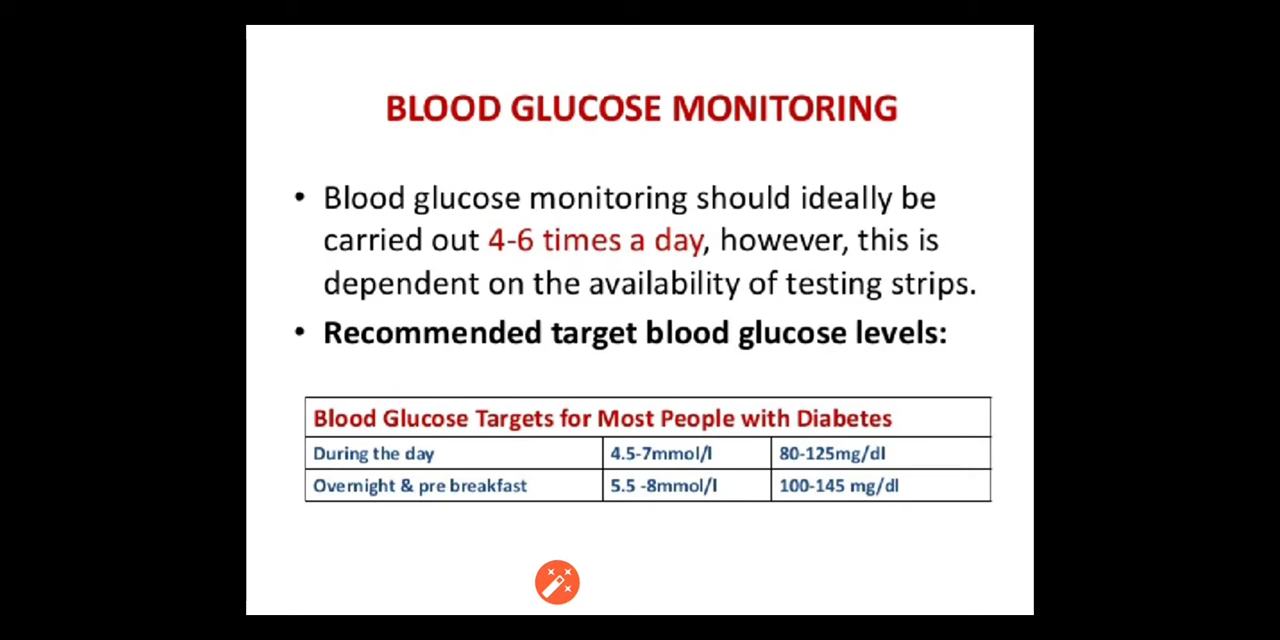 BLOOD GLUCOSE MONITORING
• Blood glucose monitoring should ideally be
carried out 4-6 times a day, however, this is
dependent on the availability of testing strips.
• Recommended target blood glucose levels:
Blood Glucose Targets for Most People with Diabetes
During the day 4.5-7mmol/l 80-125mg/dl
Overnight & pre breakfast 5.5 -8mmol/l 100-145 mg/dl